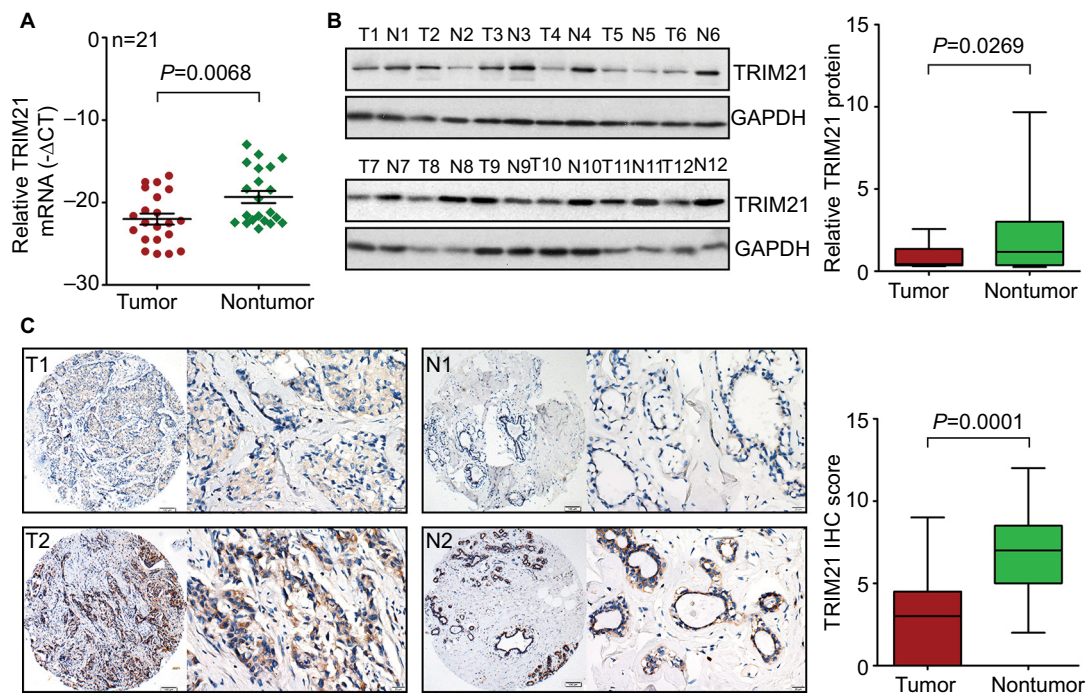 A
n=21
P=0.0068
Relative TRIM21
mRNA (-ΔCT)
0
–10
–20
–30
Tumor Nontumor
B
T1 N1 T2 N2 T3 N3 T4 N4 T5 N5 T6 N6
TRIM21
GAPDH
T7 N7 T8 N8 T9 N9 T10 N10 T11 N11 T12 N12
TRIM21
GAPDH
Relative TRIM21 protein
P=0.0269
15
10
5
0
Tumor Nontumor
C
T1
N1
T2
N2
TRIM21 IHC score
P=0.0001
15
10
5
0
Tumor Nontumor